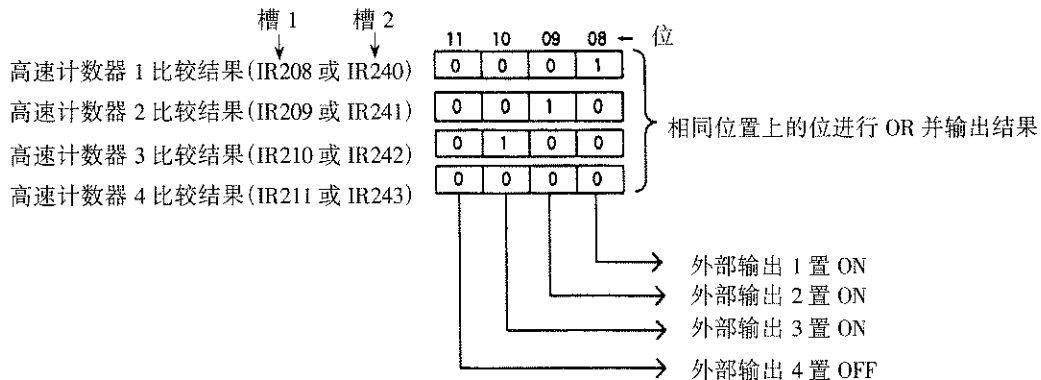 槽 1 槽 2
11 10 09 08 ← 位
高速计数器 1 比较结果(IR208 或 IR240) 0 0 0 1
高速计数器 2 比较结果(IR209 或 IR241) 0 0 1 0
相同位置上的位进行 OR 并输出结果
高速计数器 3 比较结果(IR210 或 IR242) 0 1 0 0
高速计数器 4 比较结果(IR211 或 IR243) 0 0 0 0
外部输出 1 置 ON
外部输出 2 置 ON
外部输出 3 置 ON
外部输出 4 置 OFF